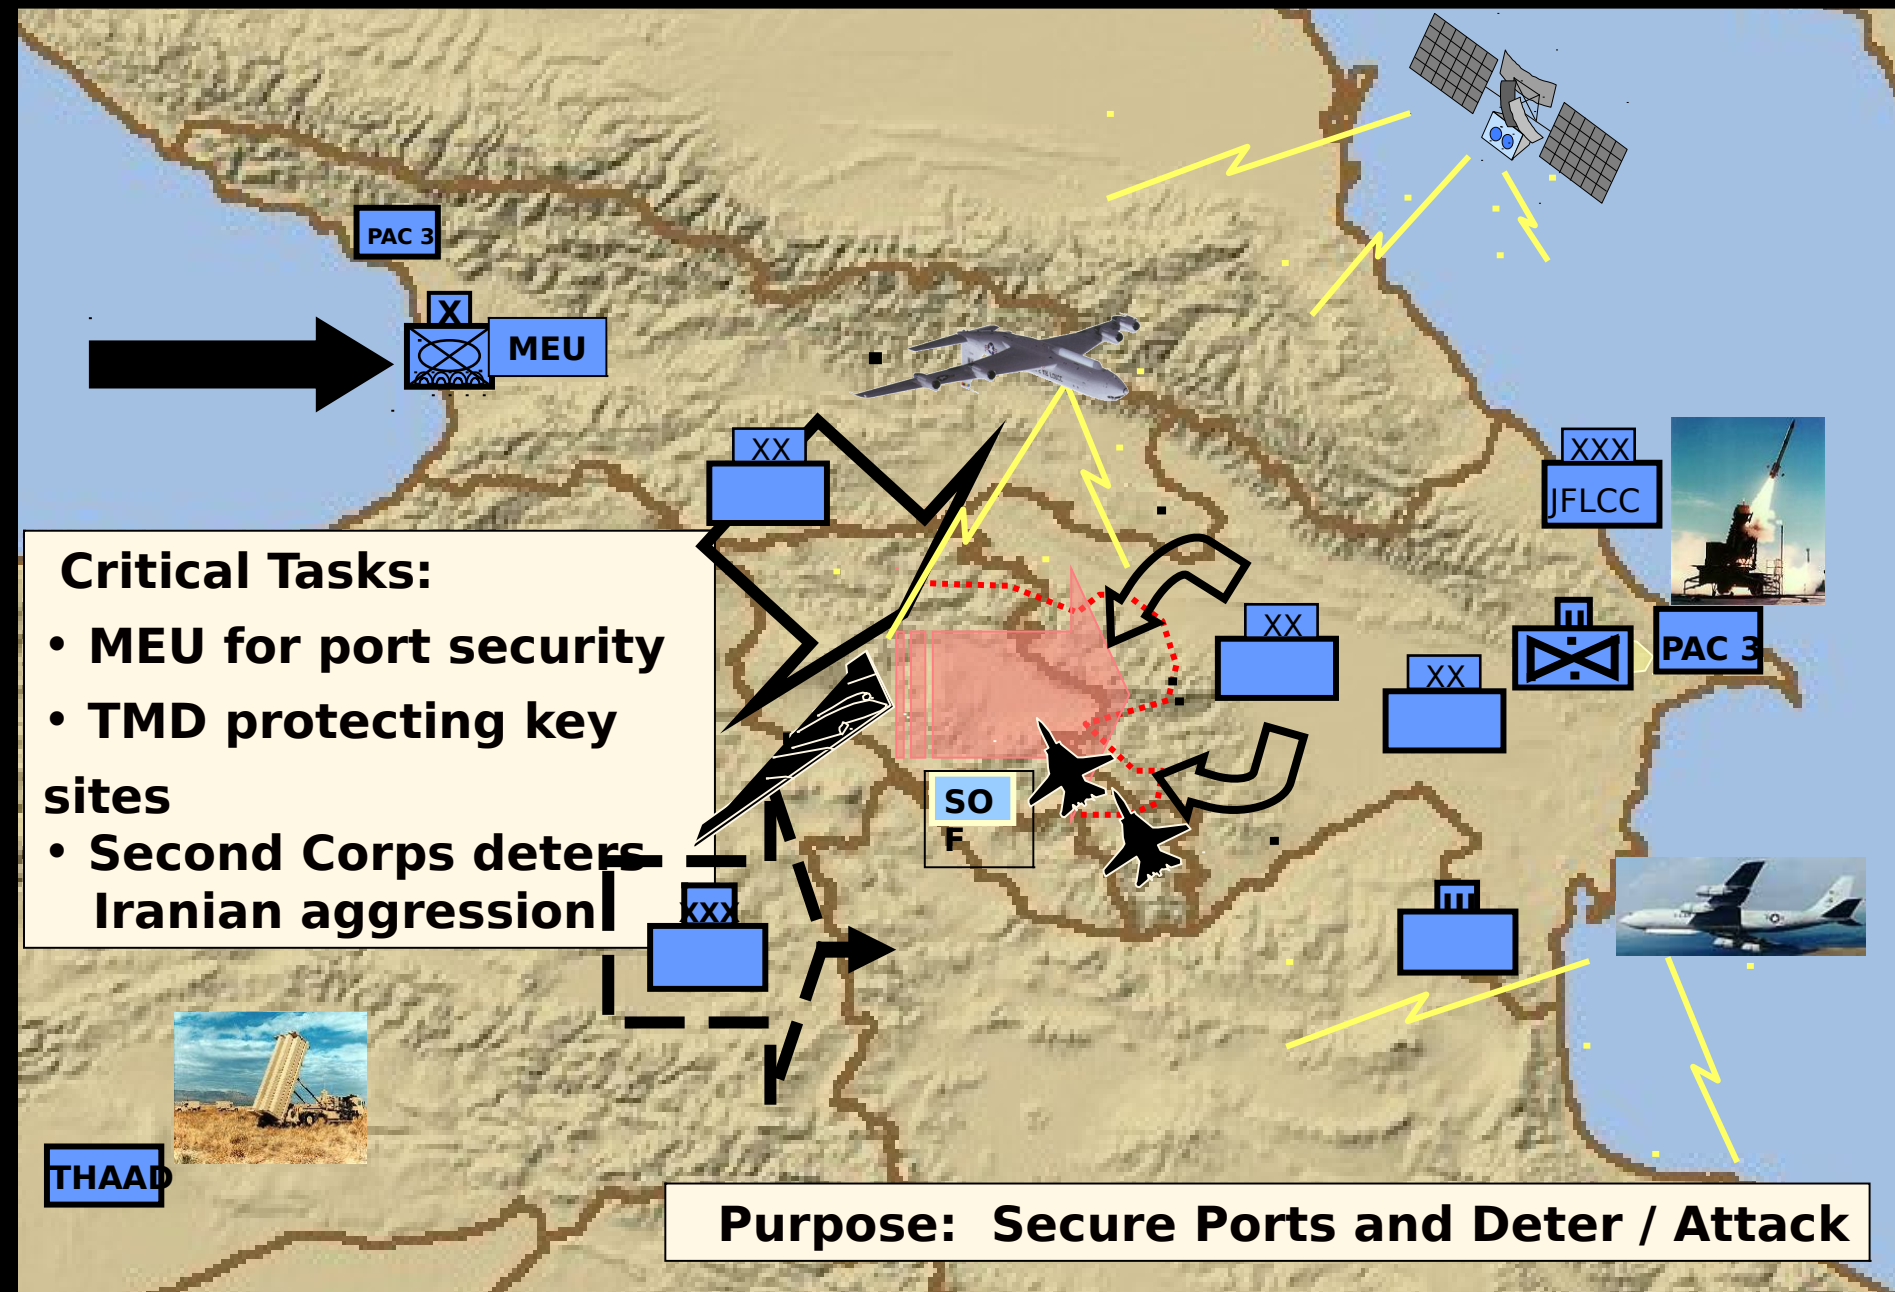 PAC 3
X
MEU
XX
XXX
JFLCC
Critical Tasks:
• MEU for port security
• TMD protecting key
sites
• Second Corps deters
Iranian aggression
XX
III
PAC 3
XX
SO
F
XXX
III
THAAD
Purpose: Secure Ports and Deter / Attack